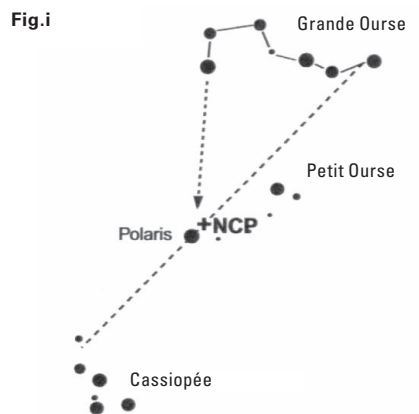 Fig.i
Grande Ourse
Petit Ourse
Polaris
+NCP
Cassiopée